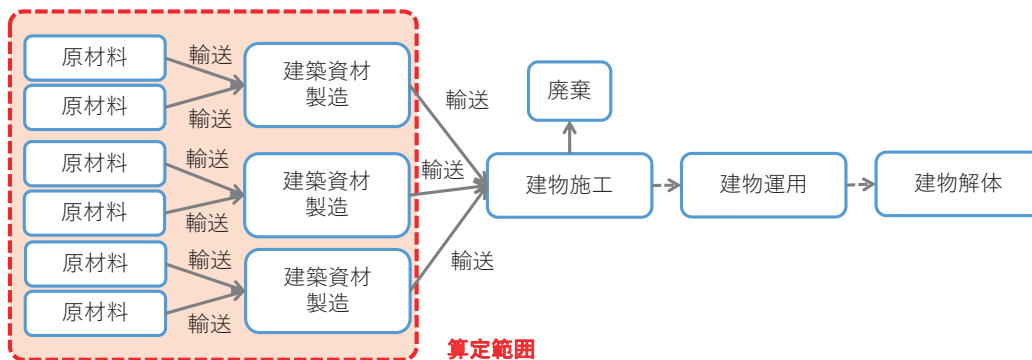 原材料
輸送
建築資材
製造
原材料
輸送
輸送
廃棄
原材料
輸送
建築資材
製造
輸送
建物施工
建物運用
建物解体
原材料
輸送
原材料
輸送
建築資材
製造
輸送
原材料
輸送
算定範囲